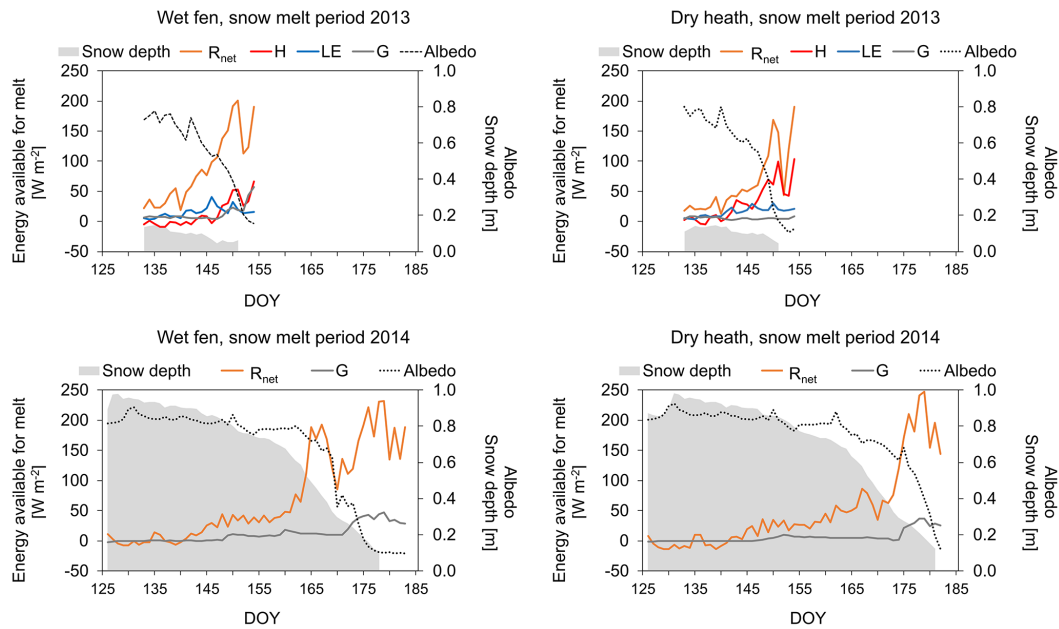 Wet fen, snow melt period 2013
Snow depth Rnet H LE G Albedo
250 200 150 100 50 0 -50
1.0 0.8 0.6 0.4 0.2 0.0
125 135 145 155 165 175 185
Energy available for melt
[W m-2]
Albedo
Snow depth [m]
DOY
Dry heath, snow melt period 2013
Snow depth Rnet H LE G Albedo
250 200 150 100 50 0 -50
1.0 0.8 0.6 0.4 0.2 0.0
125 135 145 155 165 175 185
Energy available for melt
[W m-2]
Albedo
Snow depth [m]
DOY
Wet fen, snow melt period 2014
Snow depth Rnet G Albedo
250 200 150 100 50 0 -50
1.0 0.8 0.6 0.4 0.2 0.0
125 135 145 155 165 175 185
Energy available for melt
[W m-2]
Albedo
Snow depth [m]
DOY
Dry heath, snow melt period 2014
Snow depth Rnet G Albedo
250 200 150 100 50 0 -50
1.0 0.8 0.6 0.4 0.2 0.0
125 135 145 155 165 175 185
Energy available for melt
[W m-2]
Albedo
Snow depth [m]
DOY